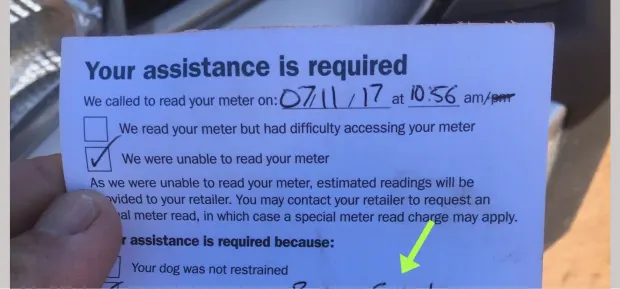 Your assistance is required
We called to read your meter on: 07/11/17 at 10:56 am/pm
We read your meter but had difficulty accessing your meter
We were unable to read your meter
As we were unable to read your meter, estimated readings will be
to your retailer. You may contact your retailer to request an
meter read, in which case a special meter read charge may apply.
assistance is required because:
Your dog was not restrained